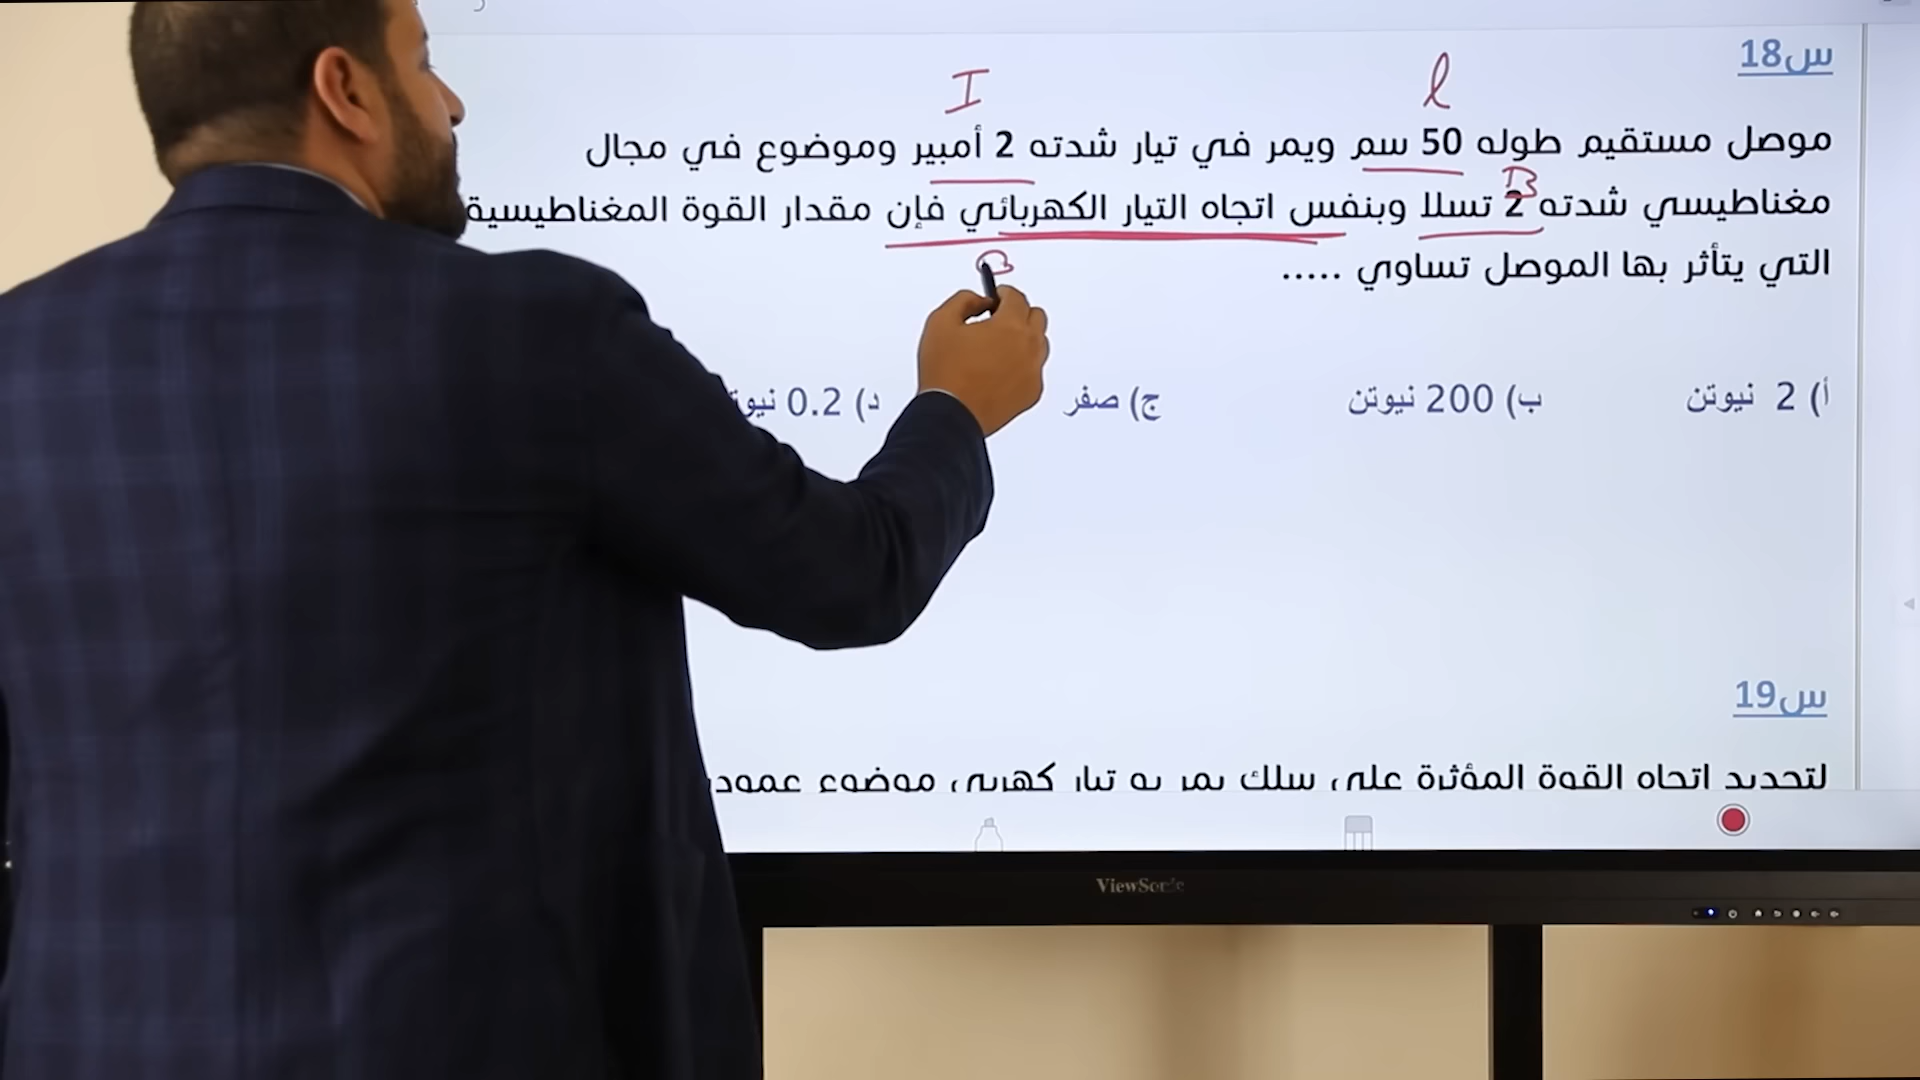 س18
I l
موصل مستقيم طوله 50 سم ويمر في تيار شدته 2 أمبير وموضوع في مجال
B
مغناطيسي شدته 2 تسلا وبنفس اتجاه التيار الكهربائي فإن مقدار القوة المغناطيسية
B
التي يتأثر بها الموصل تساوي .....
أ) 2 نيوتن ب) 200 نيوتن ج) صفر د) 0.2
س19
لتحديد اتجاه القوة المؤثرة على سلك يمر به تيار كهربي موضوع
ViewSonic